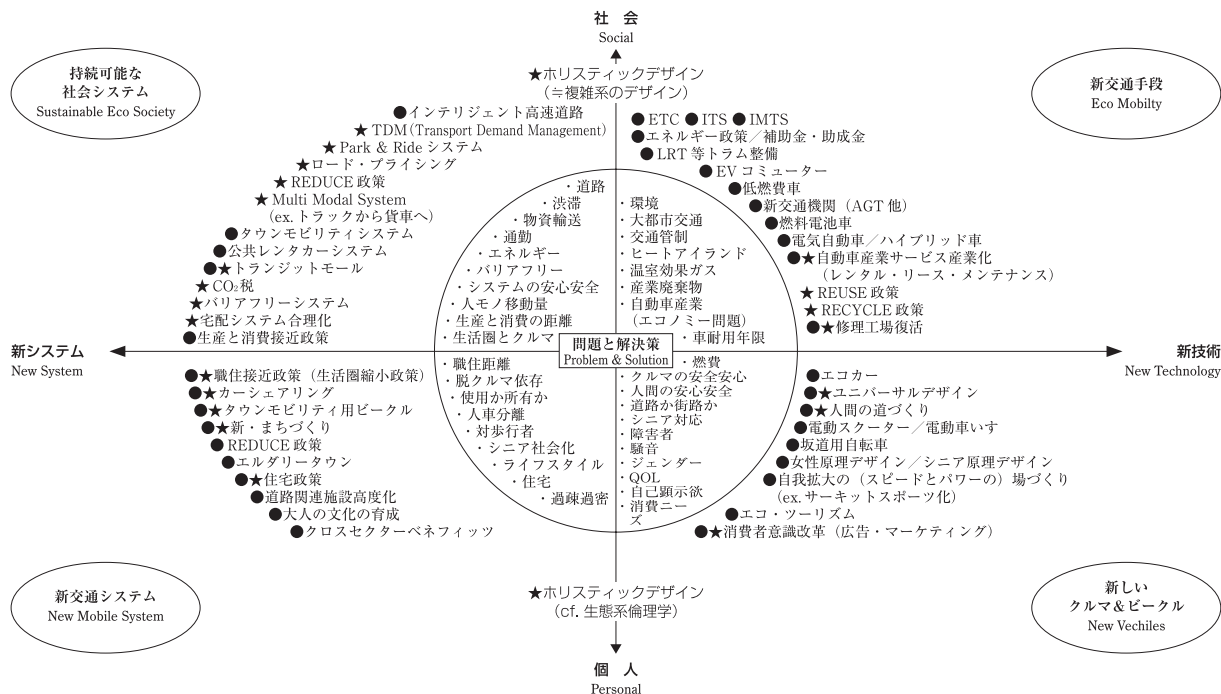 社 会
Social
★ホリスティックデザイン
(≒複雑系のデザイン)
持続可能な
社会システム
Sustainable Eco Society
新交通手段
Eco Mobilty
●インテリジェント高速道路
★ TDM(Transport Demand Management)
★ Park & Ride システム
★ロード・プライシング
★ REDUCE 政策
★ Multi Modal System
(ex. トラックから貨車へ)
●タウンモビリティシステム
●公共レンタカーシステム
●★トランジットモール
★ CO₂税
★バリアフリーシステム
★宅配システム合理化
●生産と消費接近政策
・道路
・渋滞
・物資輸送
・通勤
・エネルギー
・バリアフリー
・システムの安心安全
・人モノ移動量
・生産と消費の距離
・生活圏とクルマ
・環境
・大都市交通
・交通管制
・ヒートアイランド
・温室効果ガス
・産業廃棄物
・自動車産業
(エコノミー問題)
・車耐用年限
● ETC ● ITS ● IMTS
●エネルギー政策／補助金・助成金
● LRT 等トラム整備
● EV コミューター
●低燃費車
●新交通機関（AGT 他）
●燃料電池車
●電気自動車／ハイブリッド車
●★自動車産業サービス産業化
（レンタル・リース・メンテナンス）
★ REUSE 政策
★ RECYCLE 政策
●★修理工場復活
新システム
New System
問題と解決策
Problem & Solution
新技術
New Technology
●★職住接近政策（生活圏縮小政策）
●★カーシェアリング
●★タウンモビリティ用ビークル
●★新・まちづくり
● REDUCE 政策
●エルダリータウン
●★住宅政策
●道路関連施設高度化
●大人の文化の育成
●クロスセクターベネフィッツ
・職住距離
・脱クルマ依存
・使用か所有か
・人車分離
・対歩行者
・シニア社会化
・ライフスタイル
・住宅
・過疎過密
・燃費
・クルマの安全安心
・人間の安心安全
・道路か街路か
・シニア対応
・障害者
・騒音
・ジェンダー
・QOL
・自己顕示欲
・消費ニー
ズ
●エコカー
●★ユニバーサルデザイン
●★人間の道づくり
●電動スクーター／電動車いす
●坂道用自転車
●女性原理デザイン／シニア原理デザイン
●自我拡大の（スピードとパワーの）場づくり
(ex. サーキットスポーツ化)
●エコ・ツーリズム
●★消費者意識改革（広告・マーケティング）
新交通システム
New Mobile System
★ホリスティックデザイン
(cf. 生態系倫理学)
新しい
クルマ＆ビークル
New Vechiles
個 人
Personal